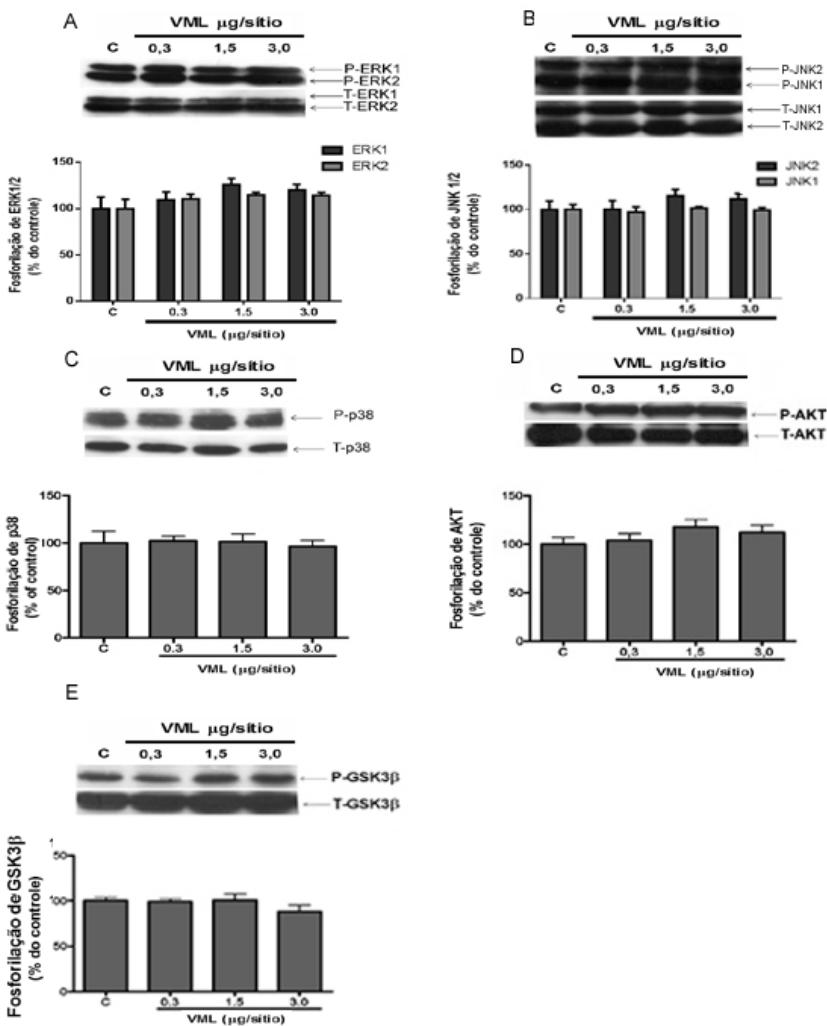 A
VML µg/sítio
C 0,3 1,5 3,0
P-ERK1
P-ERK2
T-ERK1
T-ERK2
ERK1
ERK2
Fosforilação de ERK1/2
(% do controle)
150
100
50
0
C 0.3 1.5 3.0
VML (µg/sítio)
B
VML µg/sítio
C 0,3 1,5 3,0
P-JNK2
P-JNK1
T-JNK1
T-JNK2
JNK2
JNK1
Fosforilação de JNK 1/2
(% do controle)
150
100
50
0
C 0.3 1.5 3.0
VML (µg/sítio)
C
VML µg/sítio
C 0,3 1,5 3,0
P-p38
T-p38
Fosforilação de p38
(% of control)
150
100
50
0
C 0.3 1.5 3.0
VML (µg/sítio)
D
VML µg/sítio
C 0,3 1,5 3,0
P-AKT
T-AKT
Fosforilação de AKT
(% do controle)
150
100
50
0
C 0,3 1,5 3,0
VML (µg/sítio)
E
VML µg/sítio
C 0,3 1,5 3,0
P-GSK3β
T-GSK3β
Fosforilação de GSK3β
(% do controle)
50
100
50
0
C 0.3 1.5 3.0
VML (µg/sítio)